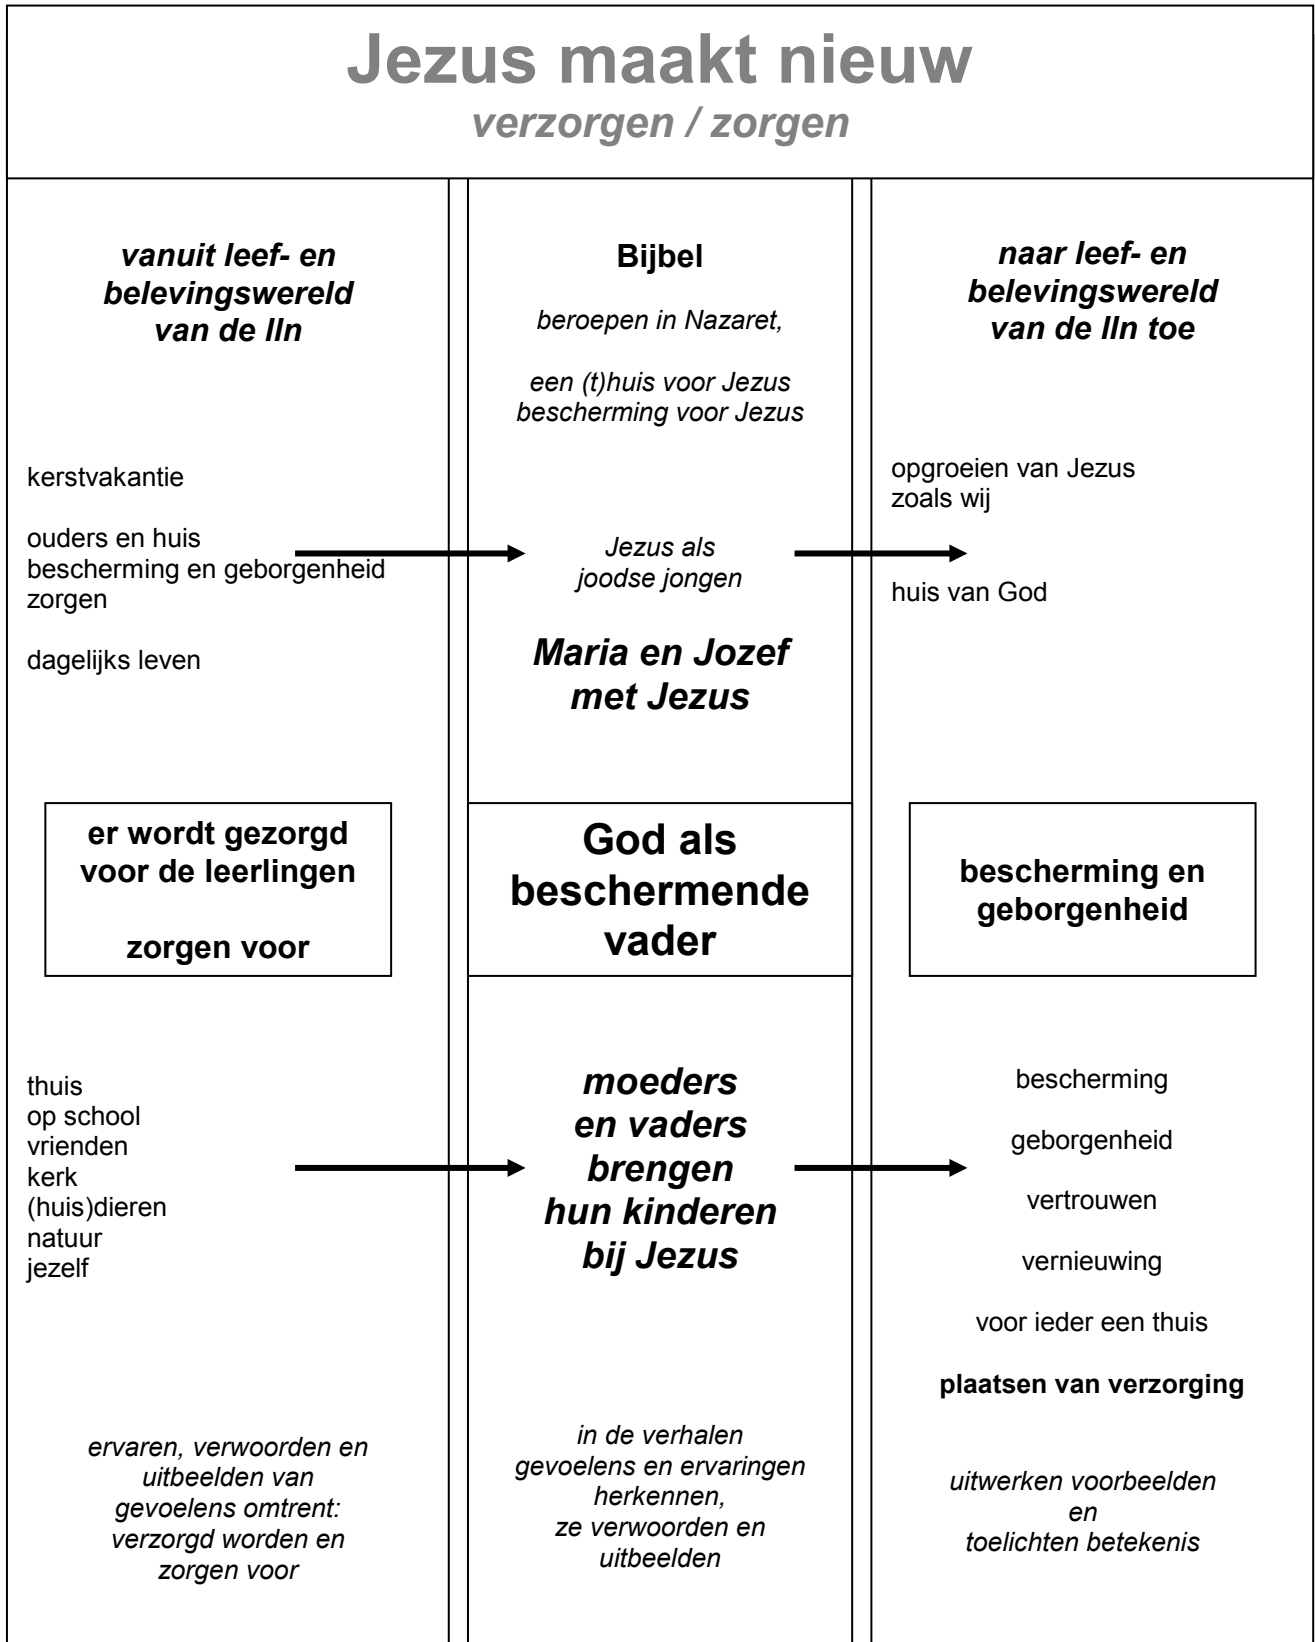 Jezus maakt nieuw
verzorgen / zorgen
vanuit leef- en
belevingswereld
van de lln
kerstvakantie
ouders en huis
bescherming en geborgenheid
zorgen
dagelijks leven
er wordt gezorgd
voor de leerlingen
zorgen voor
thuis
op school
vrienden
kerk
(huis)dieren
natuur
jezelf
ervaren, verwoorden en
uitbeelden van
gevoelens omtrent:
verzorgd worden en
zorgen voor
Bijbel
beroepen in Nazaret,
een (t)huis voor Jezus
bescherming voor Jezus
Jezus als
joodse jongen
Maria en Jozef
met Jezus
God als
beschermende
vader
moeders
en vaders
brengen
hun kinderen
bij Jezus
in de verhalen
gevoelens en ervaringen
herkennen,
ze verwoorden en
uitbeelden
naar leef- en
belevingswereld
van de lln toe
opgroeien van Jezus
zoals wij
huis van God
bescherming en
geborgenheid
bescherming
geborgenheid
vertrouwen
vernieuwing
voor ieder een thuis
plaatsen van verzorging
uitwerken voorbeelden
en
toelichten betekenis